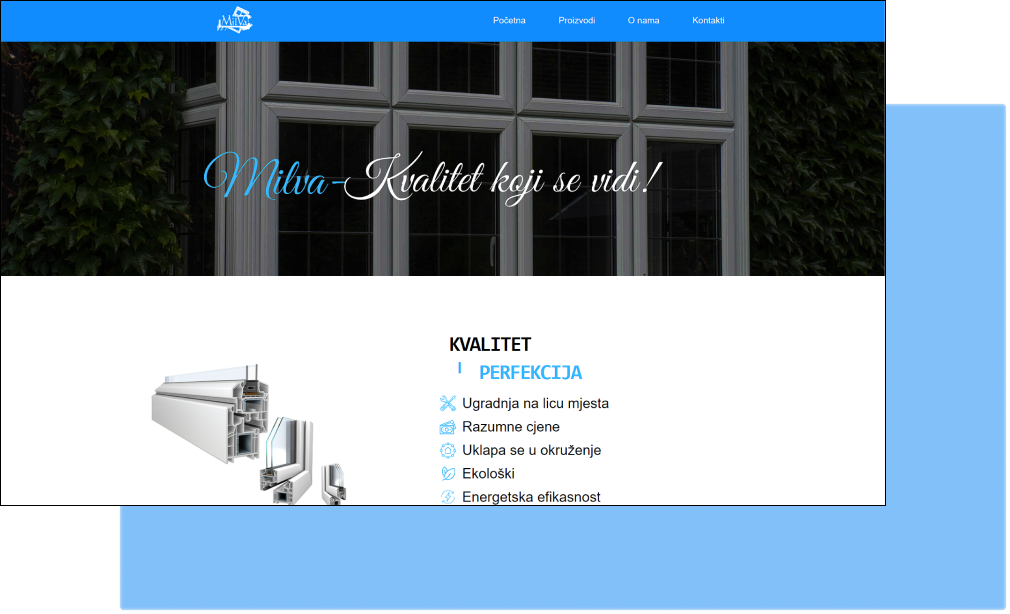 Milva
Početna Proizvodi O nama Kontakti
Milva-Kvalitet koji se vidi!
KVALITET
I PERFEKCIJA
Ugradnja na licu mjesta
Razumne cjene
Uklapa se u okruženje
Ekološki
Energetska efikasnost